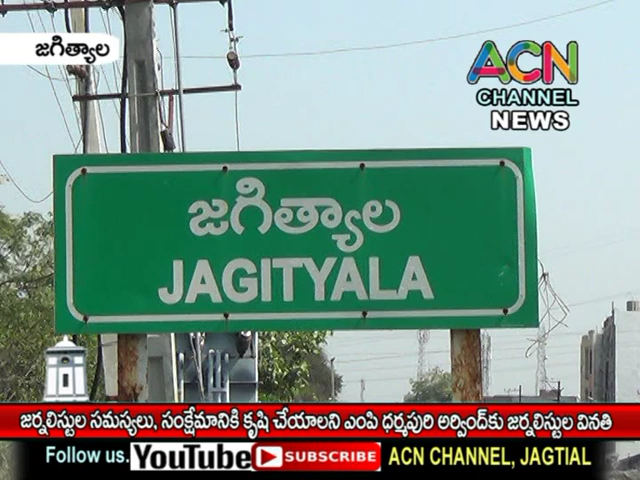 జగిత్యాల
ACN
CHANNEL
NEWS
జగిత్యాల
JAGITYALA
జర్నలిస్టుల సమస్యలు, సంక్షేమానికి కృషి చేయాలని ఎంపి ధర్మపురి అర్వింద్‌కు జర్నలిస్టుల వినతి
Follow us. YouTube SUBSCRIBE ACN CHANNEL, JAGTIAL